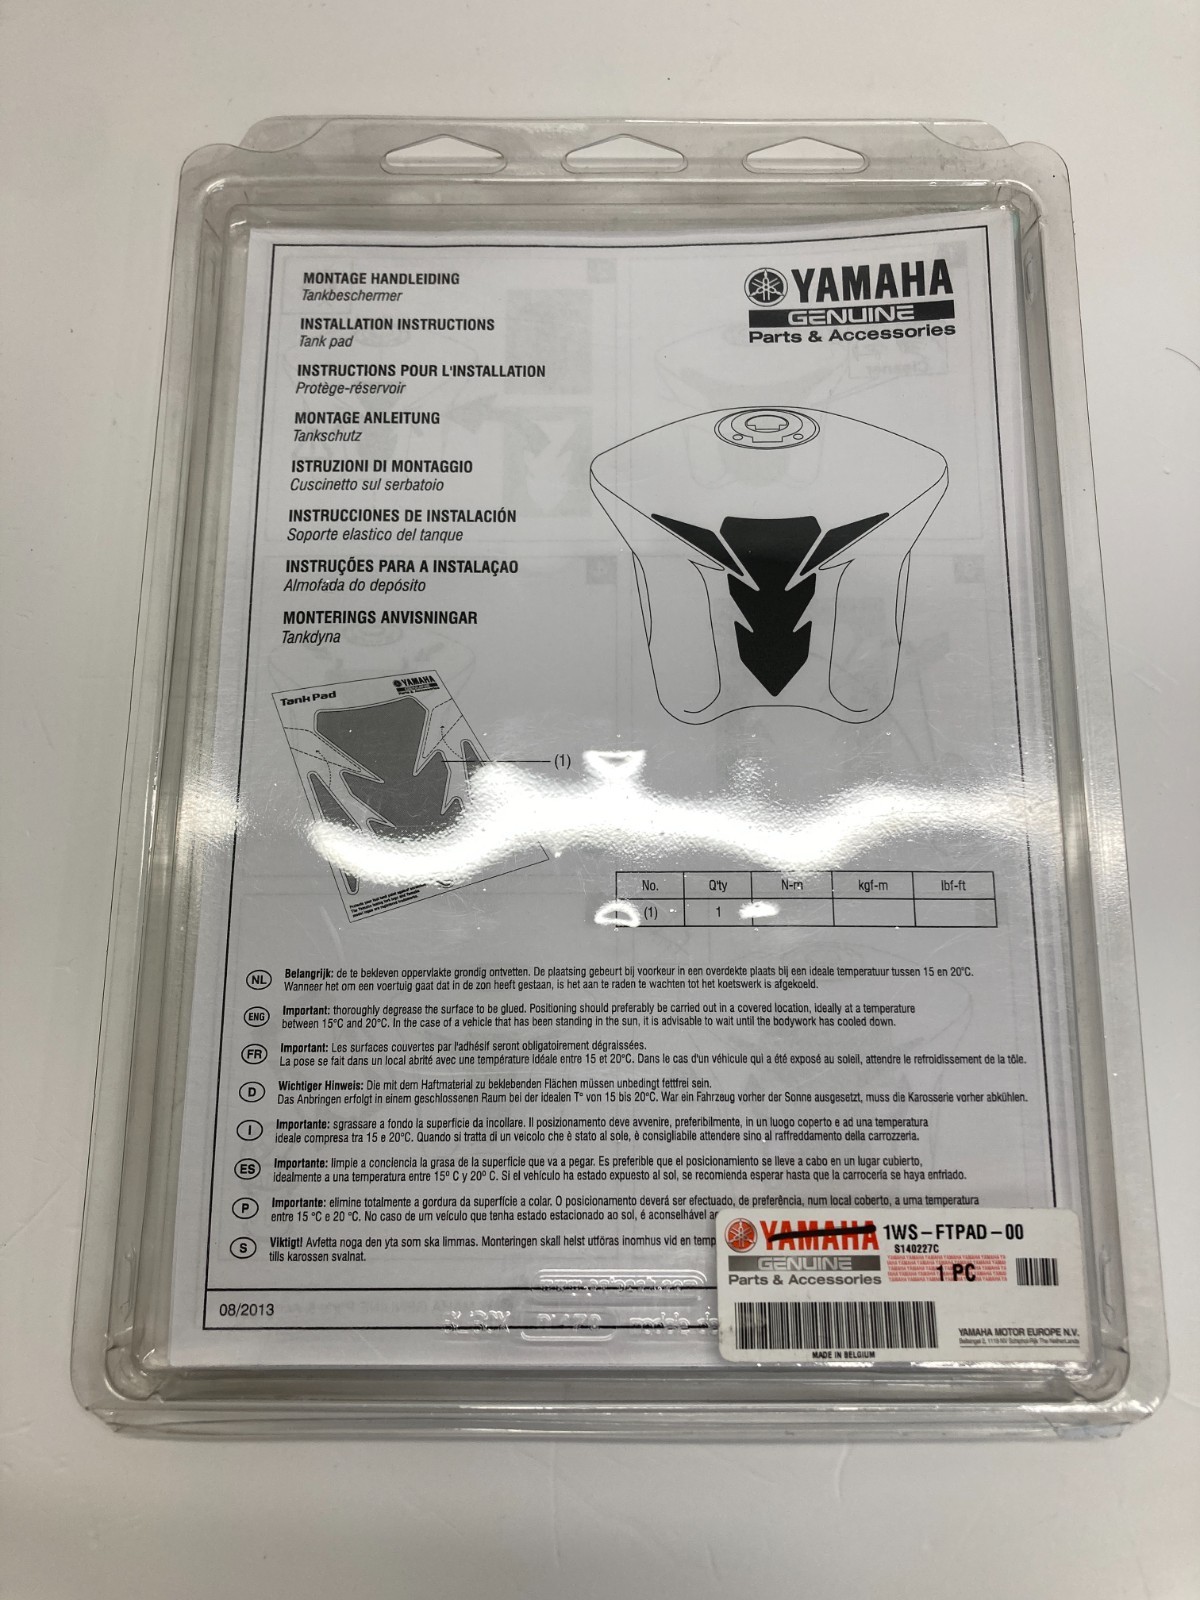 MONTAGE HANDLEIDING
Tankbeschermer
INSTALLATION INSTRUCTIONS
Tank pad
INSTRUCTIONS POUR L'INSTALLATION
Protège-réservoir
MONTAGE ANLEITUNG
Tankschutz
ISTRUZIONI DI MONTAGGIO
Cuscinetto sul serbatoio
INSTRUCCIONES DE INSTALACIÓN
Soporte elastico del tanque
INSTRUÇÕES PARA A INSTALAÇAO
Almofada do depósito
MONTERINGS ANVISNINGAR
Tankdyna
YAMAHA
GENUINE
Parts & Accessories
Tank Pad
YAMAHA
Parts & Accessories
(1)
No. Q'ty N-m kgf-m lbf-ft
(1) 1
NL Belangrijk: de te bekleven oppervlakte grondig ontvetten. De plaatsing gebeurt bij voorkeur in een overdekte plaats bij een ideale temperatuur tussen 15 en 20°C.
Wanneer het om een voertuig gaat dat in de zon heeft gestaan, is het aan te raden te wachten tot het koetswerk is afgekoeld.
ENG Important: thoroughly degrease the surface to be glued. Positioning should preferably be carried out in a covered location, ideally at a temperature
between 15°C and 20°C. In the case of a vehicle that has been standing in the sun, it is advisable to wait until the bodywork has cooled down.
FR Important: Les surfaces couvertes par l'adhésif seront obligatoirement dégraissées.
La pose se fait dans un local abrité avec une température idéale entre 15 et 20°C. Dans le cas d'un véhicule qui a été exposé au soleil, attendre le refroidissement de la tôle.
D Wichtiger Hinweis: Die mit dem Haftmaterial zu beklebenden Flächen müssen unbedingt fettfrei sein.
Das Anbringen erfolgt in einem geschlossenen Raum bei der idealen T° von 15 bis 20°C. War ein Fahrzeug vorher der Sonne ausgesetzt, muss die Karosserie vorher abkühlen.
I Importante: sgrassare a fondo la superficie da incollare. Il posizionamento deve avvenire, preferibilmente, in un luogo coperto e ad una temperatura
ideale compresa tra 15 e 20°C. Quando si tratta di un veicolo che è stato al sole, è consigliabile attendere sino al raffreddamento della carrozzeria.
ES Importante: limpie a conciencia la grasa de la superficie que va a pegar. Es preferible que el posicionamiento se lleve a cabo en un lugar cubierto,
idealmente a una temperatura entre 15º C y 20º C. Si el vehículo ha estado expuesto al sol, se recomienda esperar hasta que la carrocería se haya enfriado.
P Importante: elimine totalmente a gordura da superfície a colar. O posicionamento deverá ser efectuado, de preferência, num local coberto, a uma temperatura
entre 15 °C e 20 °C. No caso de um veículo que tenha estado estacionado ao sol, é aconselhável
S Viktigt! Avfetta noga den yta som ska limmas. Monteringen skall helst utföras inomhus vid en temp
tills karossen svalnat.
08/2013
YAMAHA 1WS-FTPAD-00
S140227C
GENUINE
Parts & Accessories
1 PC
YAMAHA MOTOR EUROPE N.V.
MADE IN BELGIUM